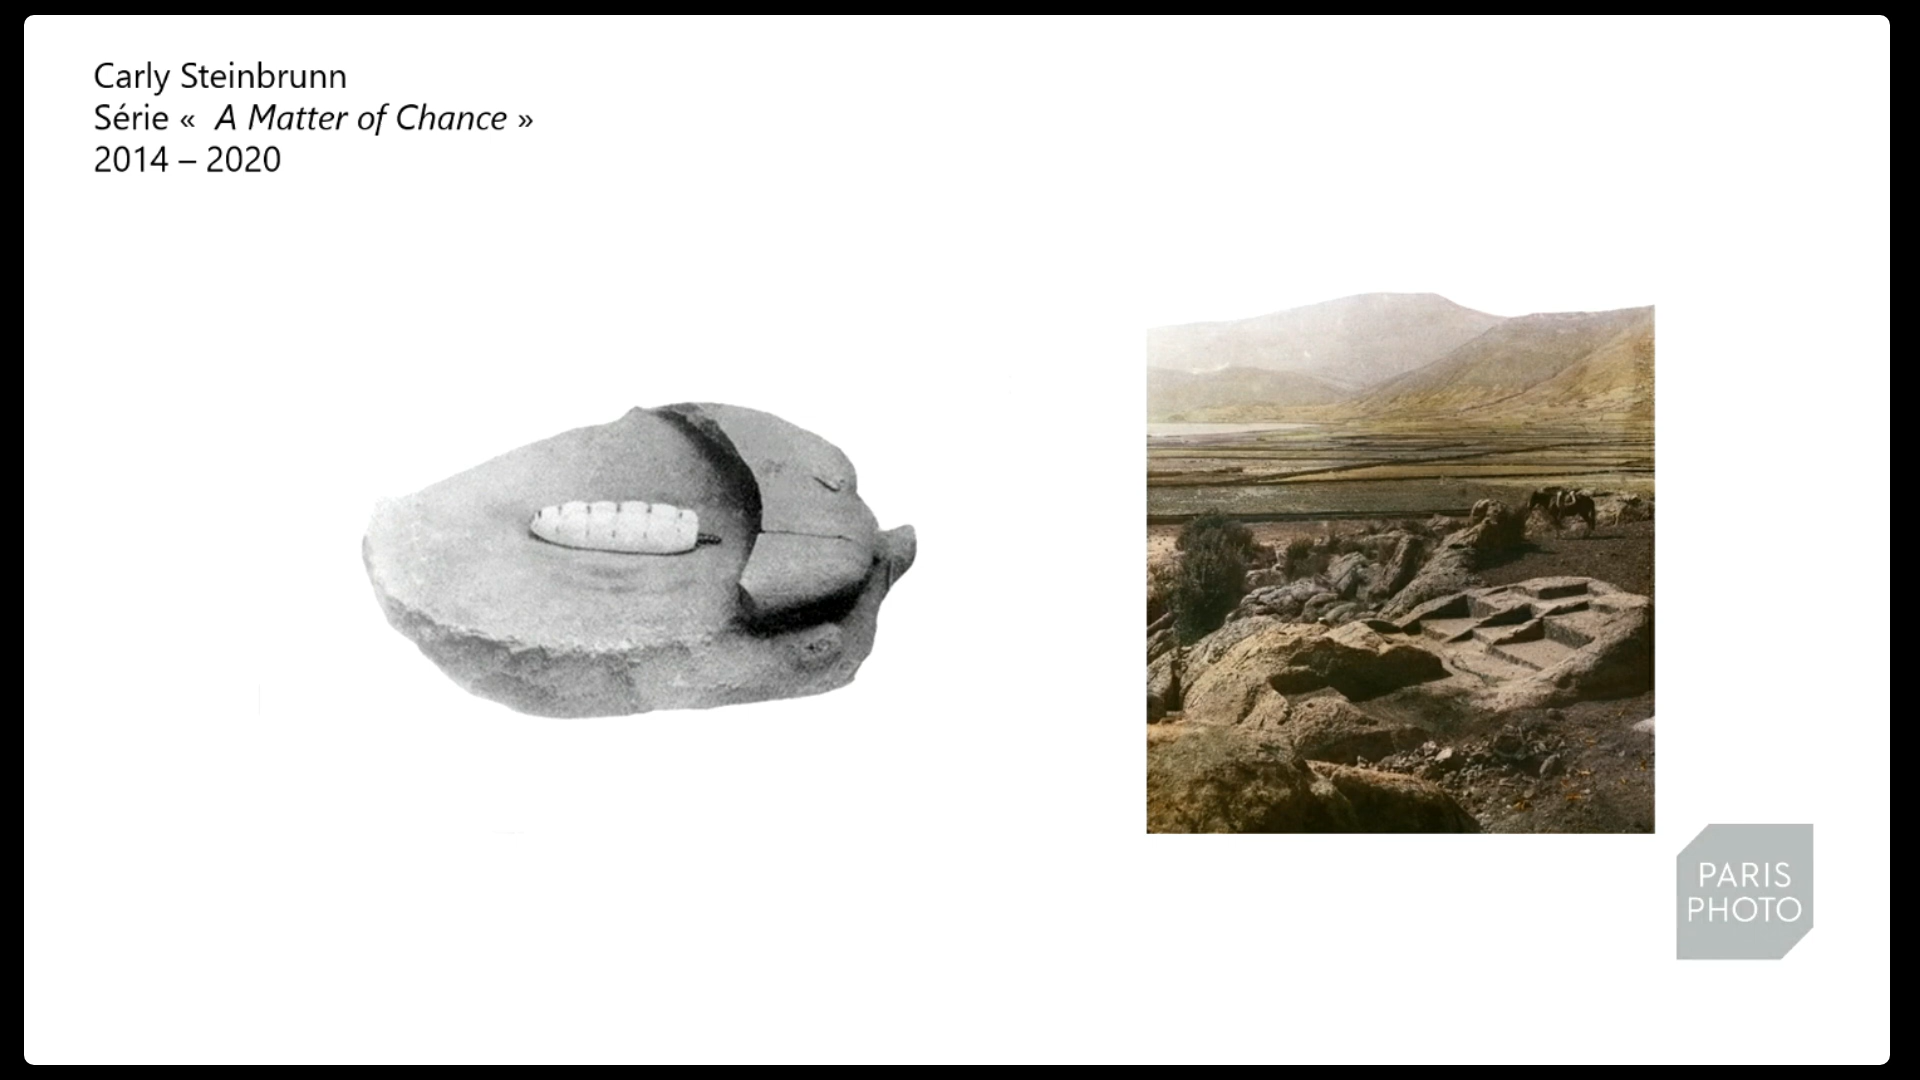 Carly Steinbrunn
Série «  A Matter of Chance »
2014 – 2020
PARIS
PHOTO